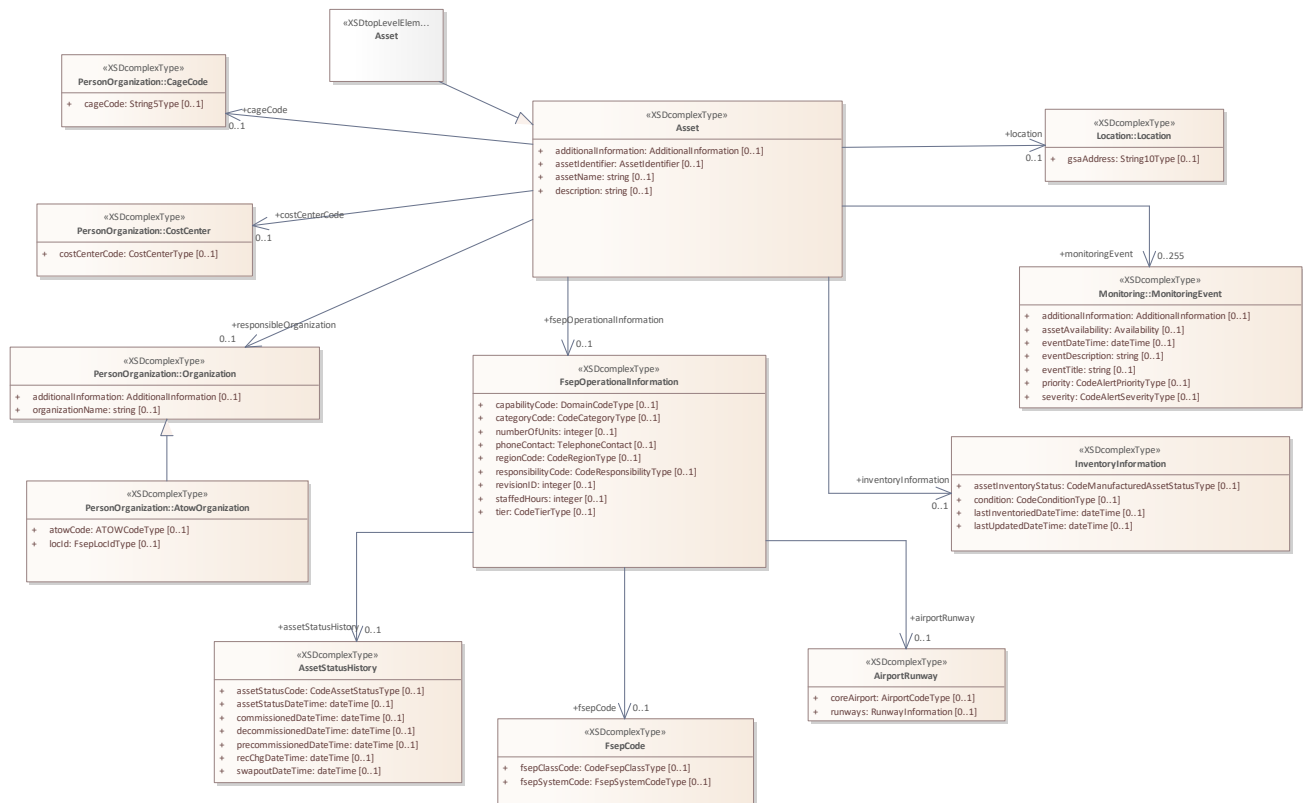 «XSDtopLevelElem...
Asset
«XSDcomplexType»
PersonOrganization::CageCode
+ cageCode: String5Type [0..1]
+cageCode
0..1
«XSDcomplexType»
Asset
+ additionalInformation: AdditionalInformation [0..1]
+ assetIdentifier: AssetIdentifier [0..1]
+ assetName: string [0..1]
+ description: string [0..1]
+location
0..1
«XSDcomplexType»
Location::Location
+ gsaAddress: String10Type [0..1]
«XSDcomplexType»
PersonOrganization::CostCenter
+ costCenterCode: CostCenterType [0..1]
+costCenterCode
0..1
+monitoringEvent
0..255
«XSDcomplexType»
Monitoring::MonitoringEvent
+ additionalInformation: AdditionalInformation [0..1]
+ assetAvailability: Availability [0..1]
+ eventDateTime: dateTime [0..1]
+ eventDescription: string [0..1]
+ eventTitle: string [0..1]
+ priority: CodeAlertPriorityType [0..1]
+ severity: CodeAlertSeverityType [0..1]
+responsibleOrganization
0..1
«XSDcomplexType»
PersonOrganization::Organization
+ additionalInformation: AdditionalInformation [0..1]
+ organizationName: string [0..1]
+fsepOperationalInformation
0..1
«XSDcomplexType»
FsepOperationalInformation
+ capabilityCode: DomainCodeType [0..1]
+ categoryCode: CodeCategoryType [0..1]
+ numberOfUnits: integer [0..1]
+ phoneContact: TelephoneContact [0..1]
+ regionCode: CodeRegionType [0..1]
+ responsibilityCode: CodeResponsibilityType [0..1]
+ revisionID: integer [0..1]
+ staffedHours: integer [0..1]
+ tier: CodeTierType [0..1]
+inventoryInformation
0..1
«XSDcomplexType»
InventoryInformation
+ assetInventoryStatus: CodeManufacturedAssetStatusType [0..1]
+ condition: CodeConditionType [0..1]
+ lastInventoriedDateTime: dateTime [0..1]
+ lastUpdatedDateTime: dateTime [0..1]
«XSDcomplexType»
PersonOrganization::AtowOrganization
+ atowCode: ATOWCodeType [0..1]
+ locId: FsepLocIdType [0..1]
+assetStatusHistory
0..1
«XSDcomplexType»
AssetStatusHistory
+ assetStatusCode: CodeAssetStatusType [0..1]
+ assetStatusDateTime: dateTime [0..1]
+ commissionedDateTime: dateTime [0..1]
+ decommissionedDateTime: dateTime [0..1]
+ precommissionedDateTime: dateTime [0..1]
+ recChgDateTime: dateTime [0..1]
+ swapoutDateTime: dateTime [0..1]
+fsepCode
0..1
«XSDcomplexType»
FsepCode
+ fsepClassCode: CodeFsepClassType [0..1]
+ fsepSystemCode: FsepSystemCodeType [0..1]
+airportRunway
0..1
«XSDcomplexType»
AirportRunway
+ coreAirport: AirportCodeType [0..1]
+ runways: RunwayInformation [0..1]